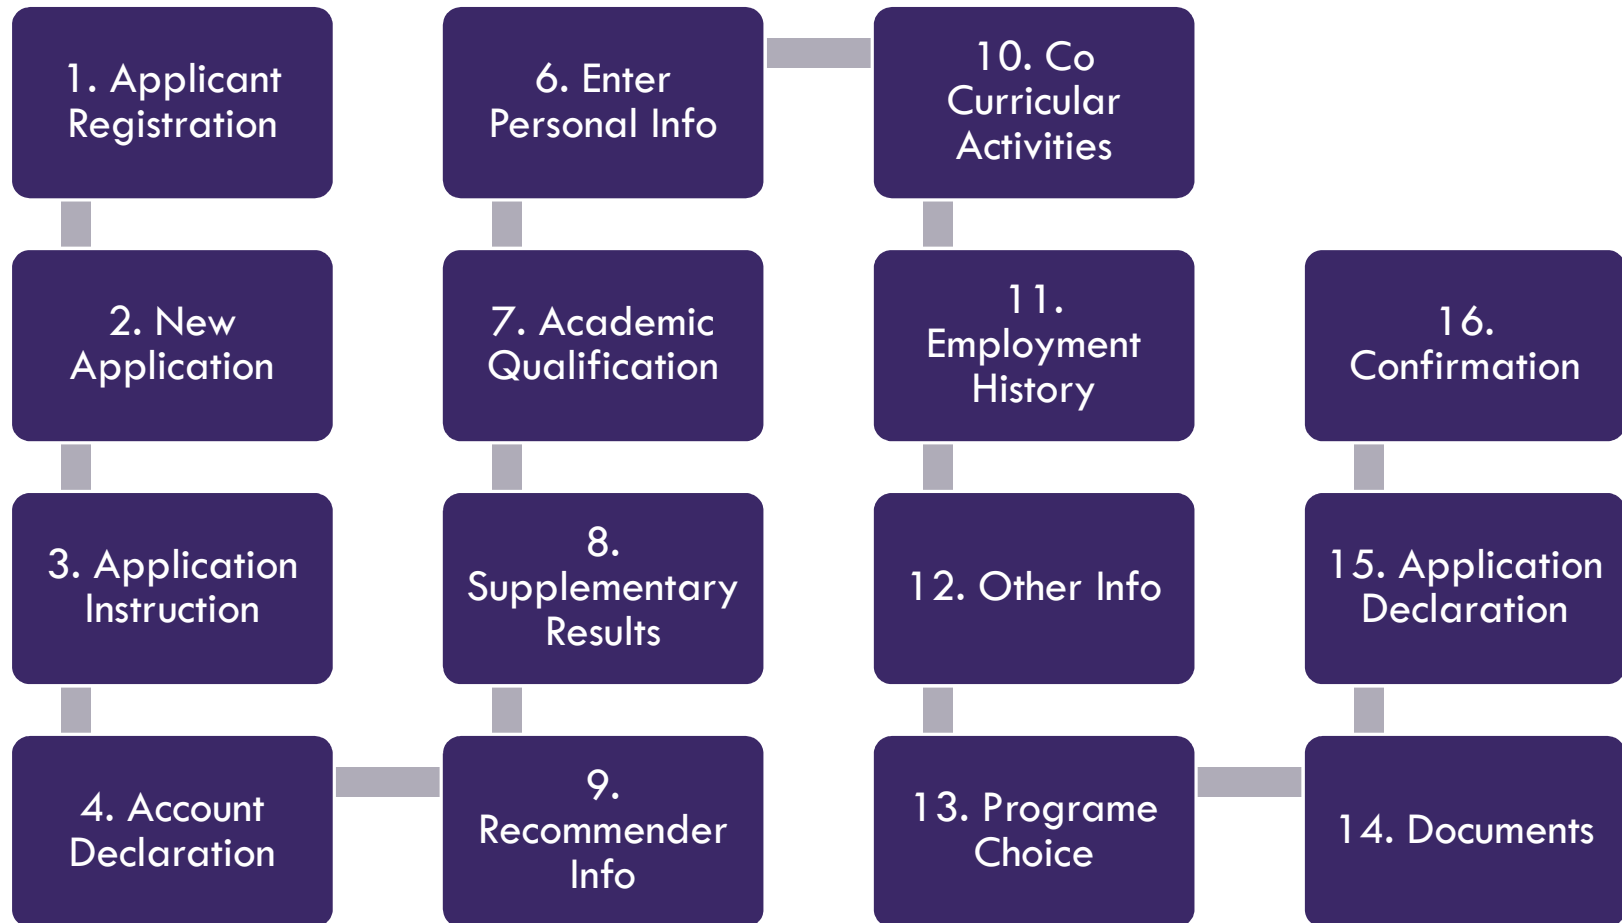 1. Applicant
Registration
2. New
Application
3. Application
Instruction
4. Account
Declaration
6. Enter
Personal Info
7. Academic
Qualification
8.
Supplementary
Results
9.
Recommender
Info
10. Co
Curricular
Activities
11.
Employment
History
12. Other Info
13. Programe
Choice
14. Documents
15. Application
Declaration
16.
Confirmation